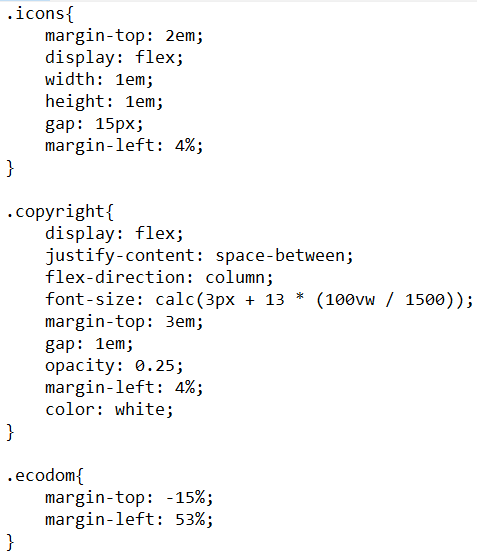 .icons{
    margin-top: 2em;
    display: flex;
    width: 1em;
    height: 1em;
    gap: 15px;
    margin-left: 4%;
}
.copyright{
    display: flex;
    justify-content: space-between;
    flex-direction: column;
    font-size: calc(3px + 13 * (100vw / 1500));
    margin-top: 3em;
    gap: 1em;
    opacity: 0.25;
    margin-left: 4%;
    color: white;
}
.ecodom{
    margin-top: -15%;
    margin-left: 53%;
}